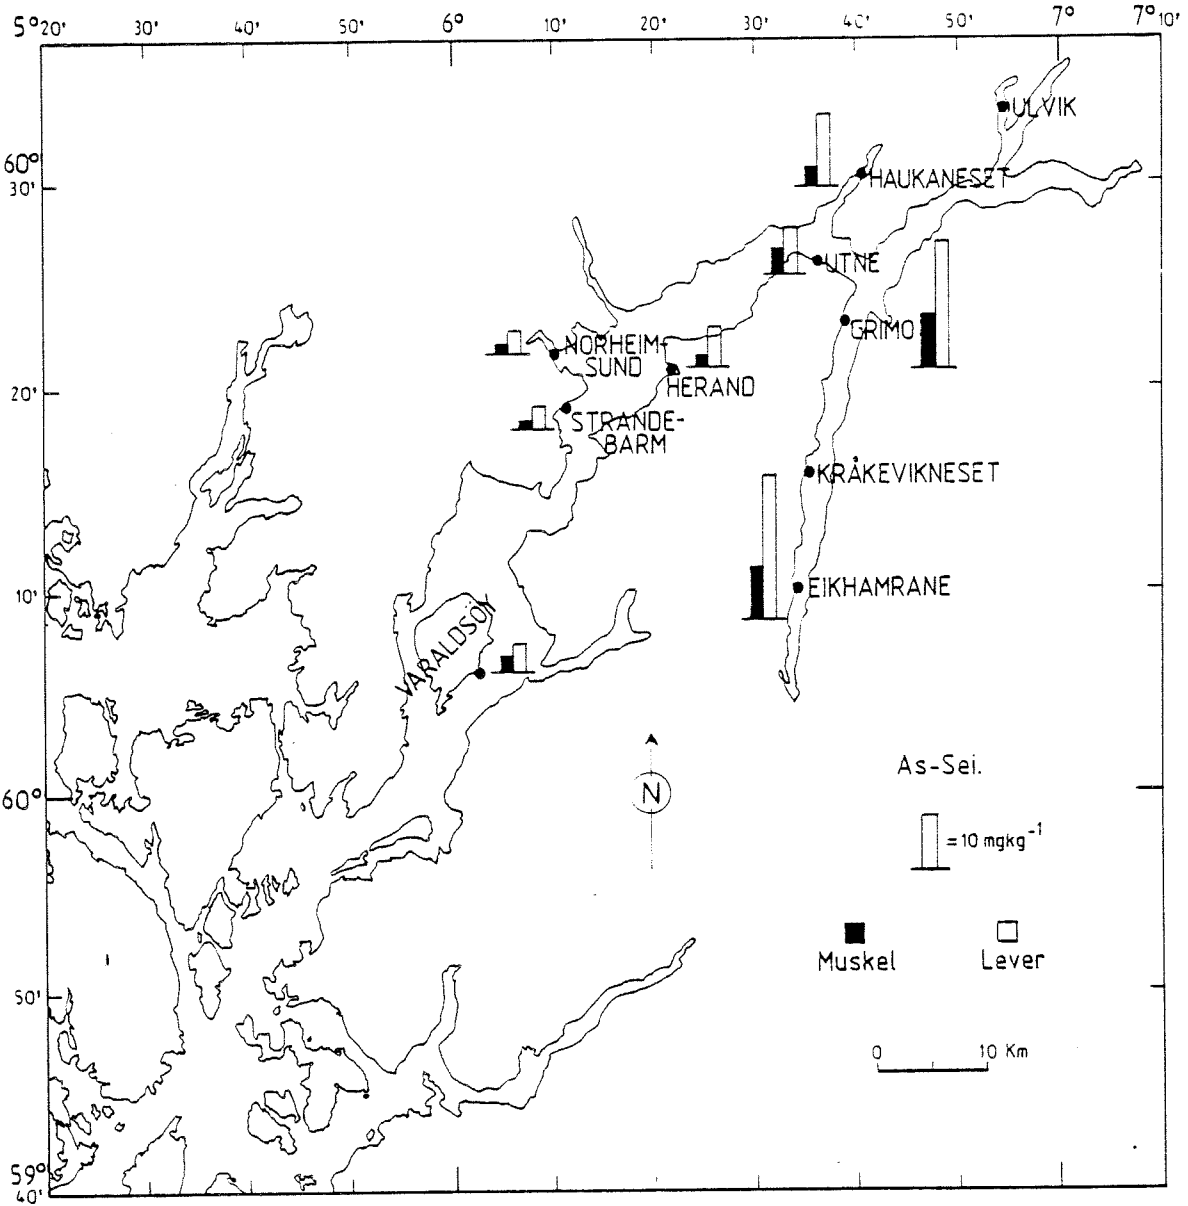 5° 20' 30' 40' 50' 6° 10' 20' 30' 40' 50' 7° 7° 10'
ULVIK
60°
30'
HAUKANESET
UTNE
GRIMO
NORHEIM-
SUND
HERAND
20'
STRANDE-
BARM
KRÅKEVIKNESET
10'
EIKHAMRANE
VARALDSÖY
As-Sei.
N
60°
= 10 mgkg⁻¹
Muskel Lever
50'
0 10 Km
59°
40'